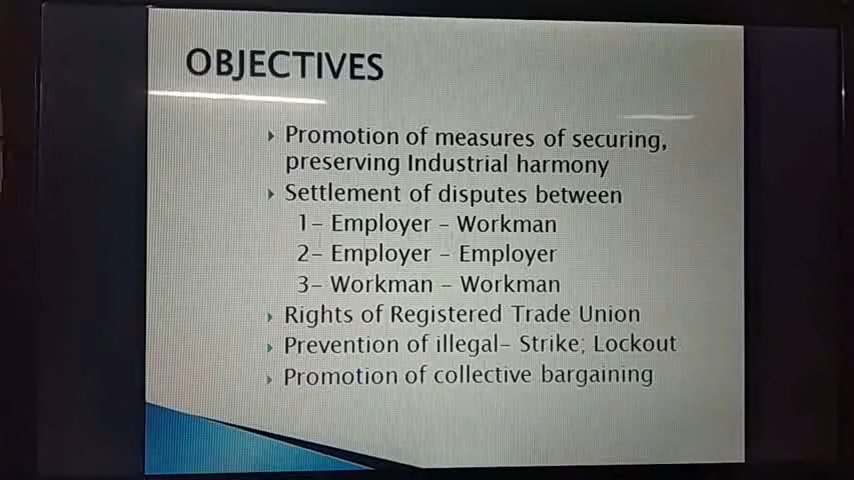 OBJECTIVES
Promotion of measures of securing,
preserving Industrial harmony
Settlement of disputes between
1- Employer - Workman
2- Employer - Employer
3- Workman - Workman
Rights of Registered Trade Union
Prevention of illegal- Strike; Lockout
Promotion of collective bargaining